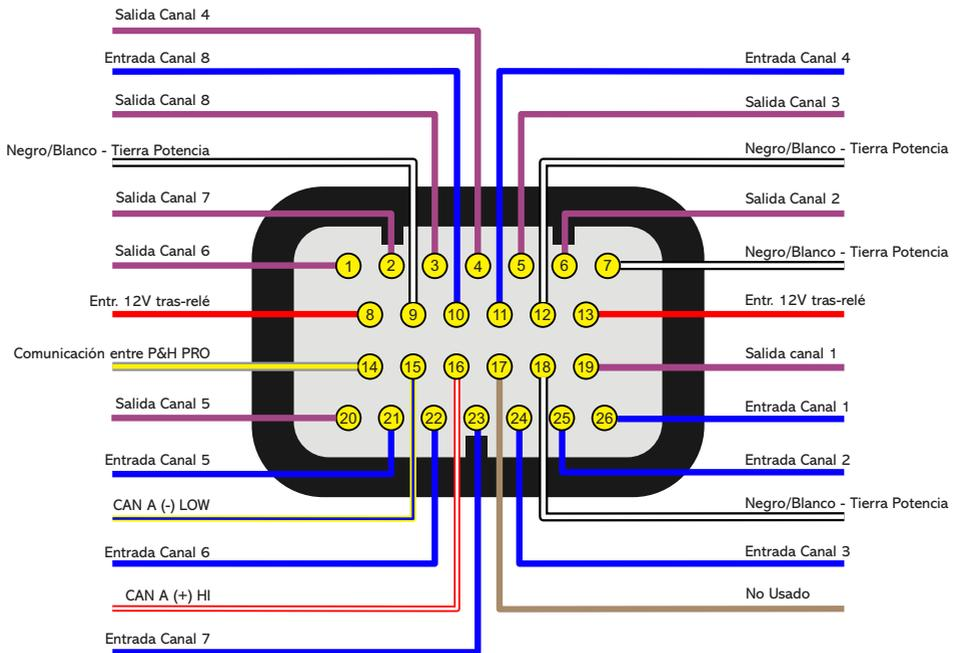 Salida Canal 4
Entrada Canal 8
Entrada Canal 4
Salida Canal 8
Salida Canal 3
Negro/Blanco - Tierra Potencia
Negro/Blanco - Tierra Potencia
Salida Canal 7
Salida Canal 2
Salida Canal 6
Negro/Blanco - Tierra Potencia
1 2 3 4 5 6 7
Entr. 12V tras-relé
Entr. 12V tras-relé
8 9 10 11 12 13
Comunicación entre P&H PRO
Salida canal 1
14 15 16 17 18 19
Salida Canal 5
Entrada Canal 1
20 21 22 23 24 25 26
Entrada Canal 5
Entrada Canal 2
CAN A (-) LOW
Negro/Blanco - Tierra Potencia
Entrada Canal 6
Entrada Canal 3
CAN A (+) HI
No Usado
Entrada Canal 7